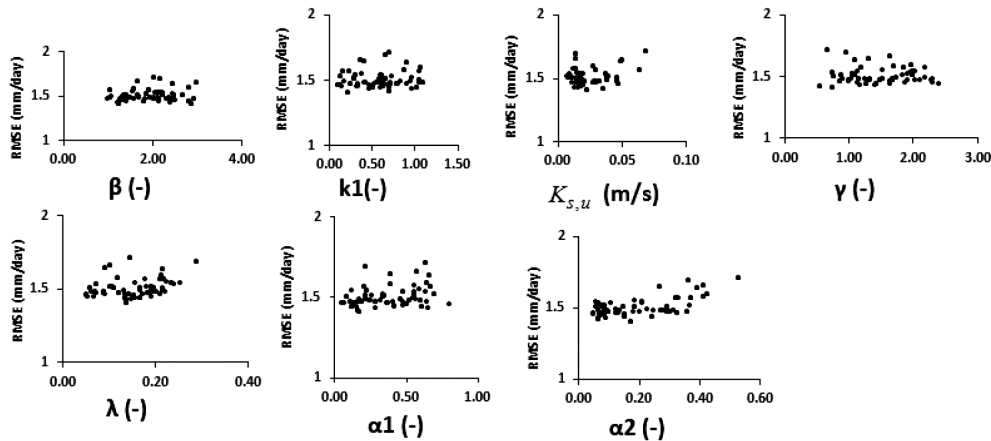 RMSE (mm/day)
2
1.5
1
0.00 2.00 4.00
β (-)
RMSE (mm/day)
2
1.5
1
0.00 0.50 1.00 1.50
k1(-)
RMSE (mm/day)
2
1.5
1
0.00 0.05 0.10
K_{s,u} (m/s)
RMSE (mm/day)
2
1.5
1
0.00 1.00 2.00 3.00
γ (-)
RMSE (mm/day)
2
1.5
1
0.00 0.20 0.40
λ (-)
RMSE (mm/day)
2
1.5
1
0.00 0.50 1.00
α1 (-)
RMSE (mm/day)
2
1.5
1
0.00 0.20 0.40 0.60
α2 (-)